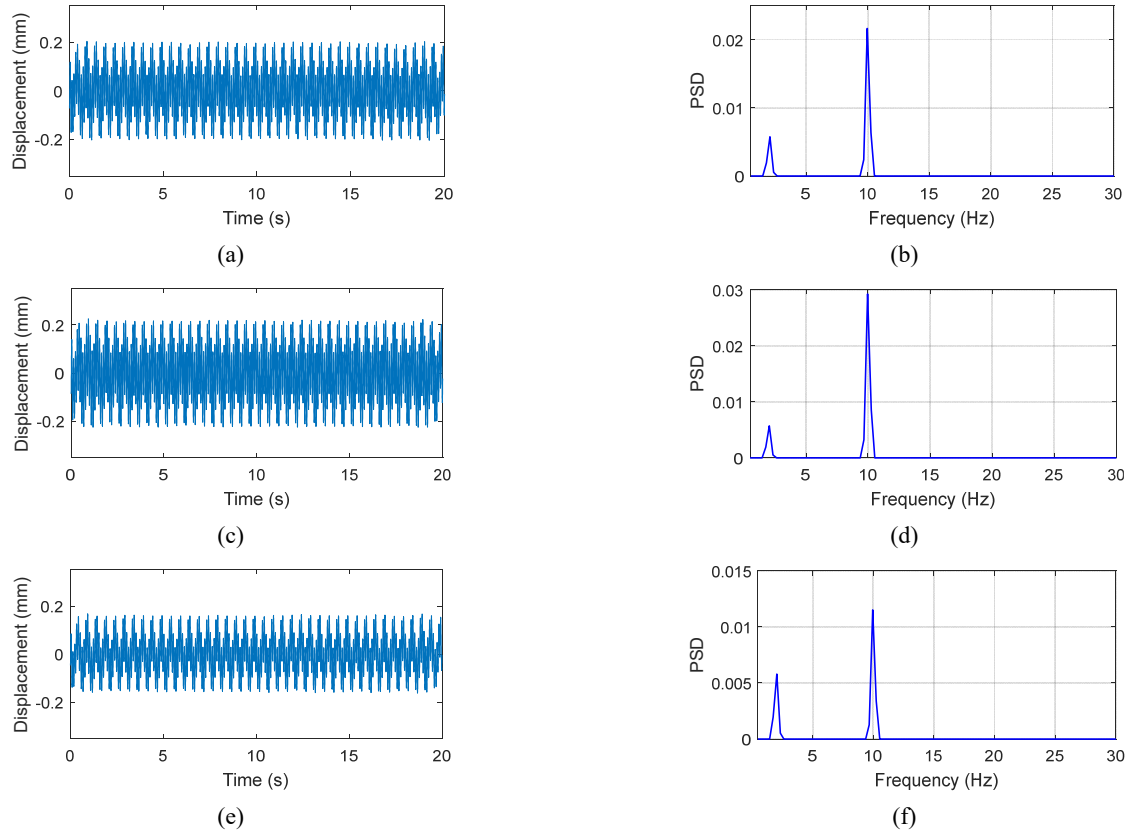 Displacement (mm)
0.2
0
-0.2
0 5 10 15 20
Time (s)
(a)
PSD
0.02
0.01
0
5 10 15 20 25 30
Frequency (Hz)
(b)
Displacement (mm)
0.2
0
-0.2
0 5 10 15 20
Time (s)
(c)
PSD
0.03
0.02
0.01
0
5 10 15 20 25 30
Frequency (Hz)
(d)
Displacement (mm)
0.2
0
-0.2
0 5 10 15 20
Time (s)
(e)
PSD
0.015
0.01
0.005
0
5 10 15 20 25 30
Frequency (Hz)
(f)